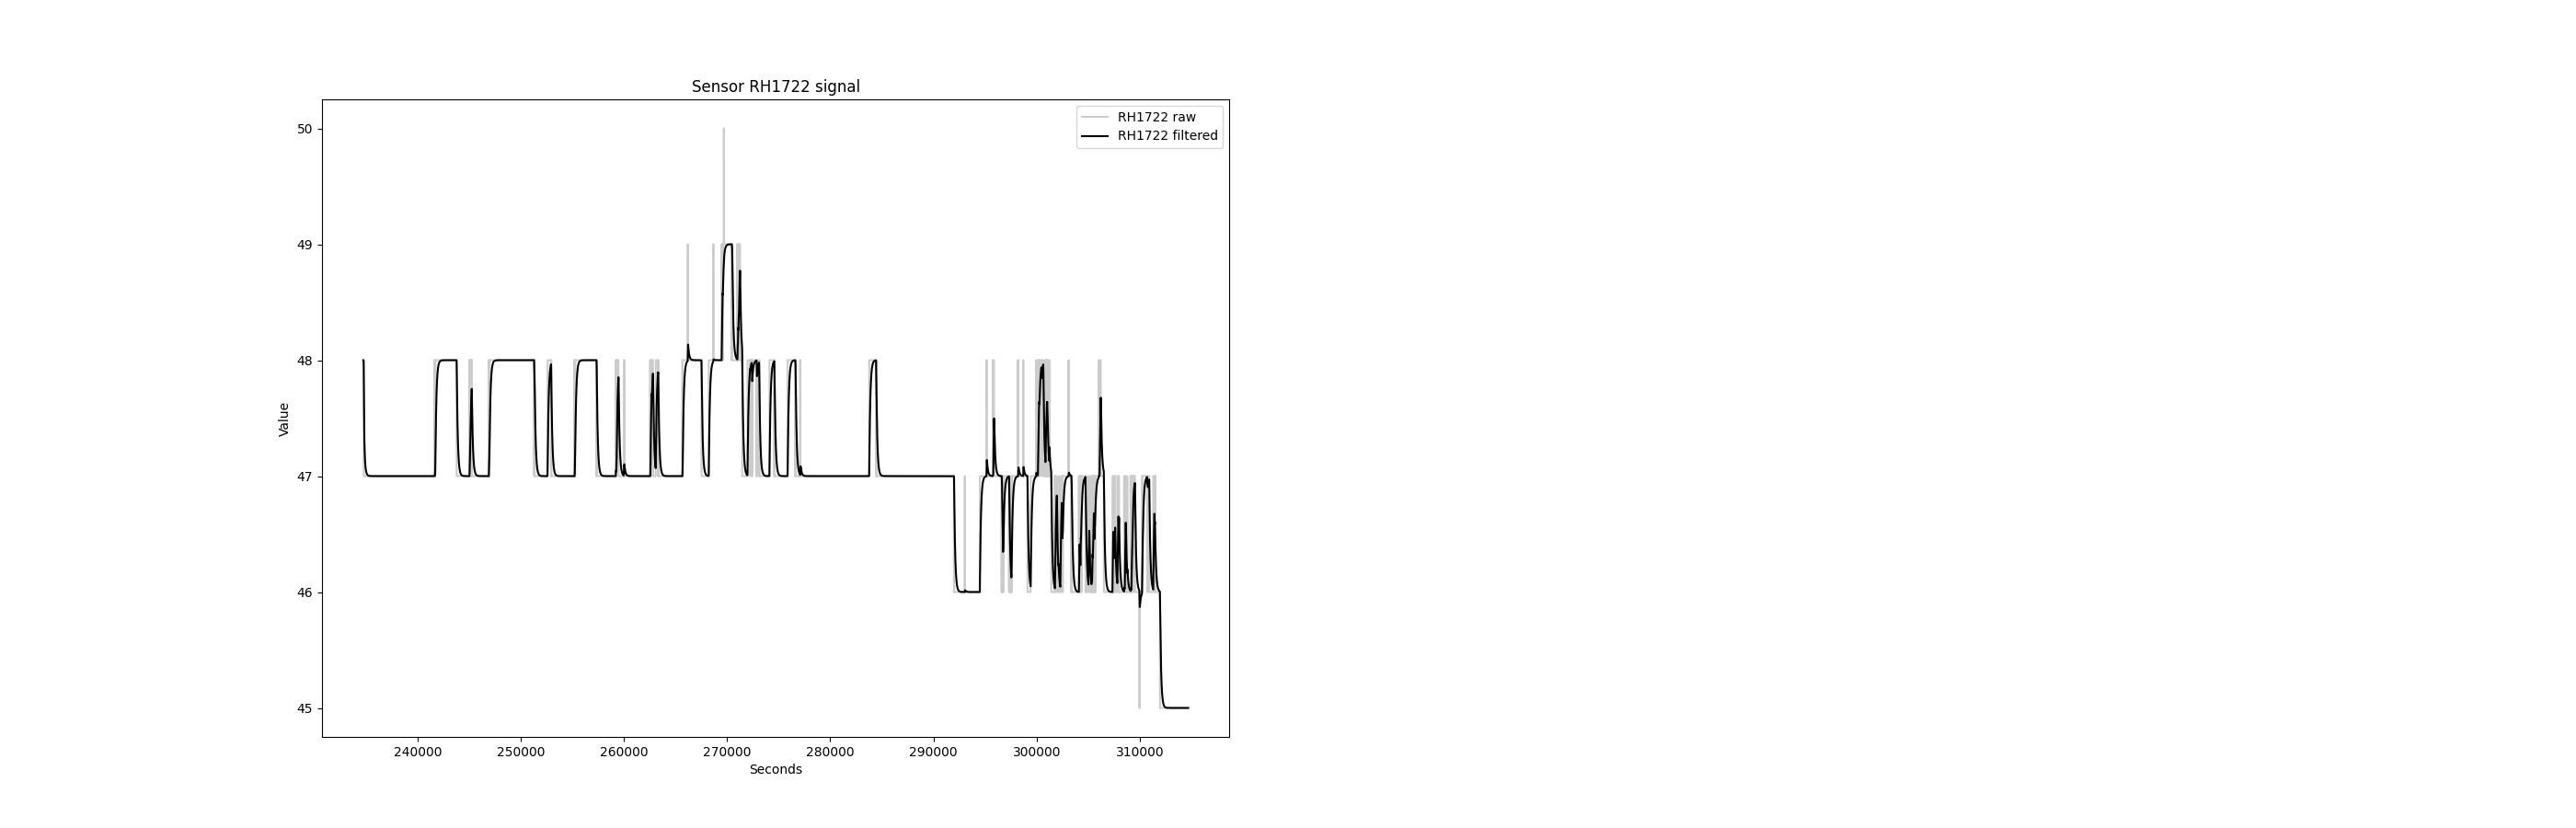 Sensor RH1722 signal
RH1722 raw
RH1722 filtered
50
49
48
47
46
45
Value
240000 250000 260000 270000 280000 290000 300000 310000
Seconds